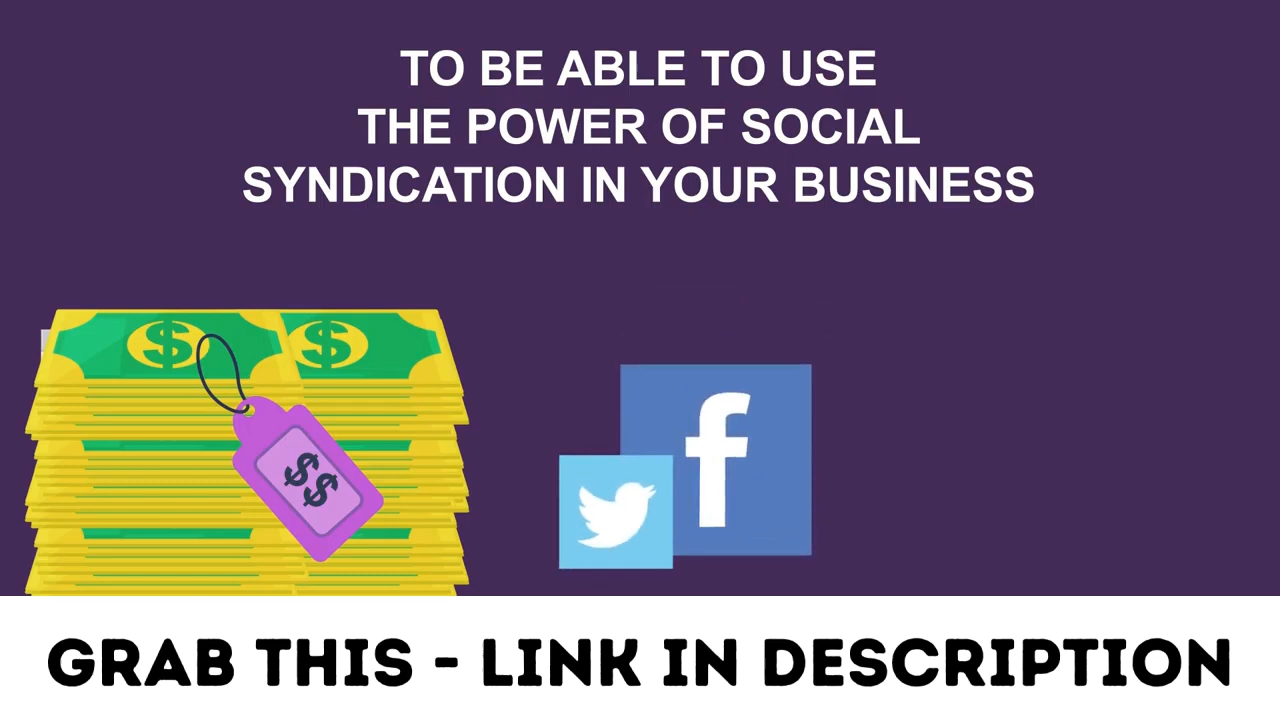 TO BE ABLE TO USE
THE POWER OF SOCIAL
SYNDICATION IN YOUR BUSINESS
$ $
$$
f
GRAB THIS - LINK IN DESCRIPTION